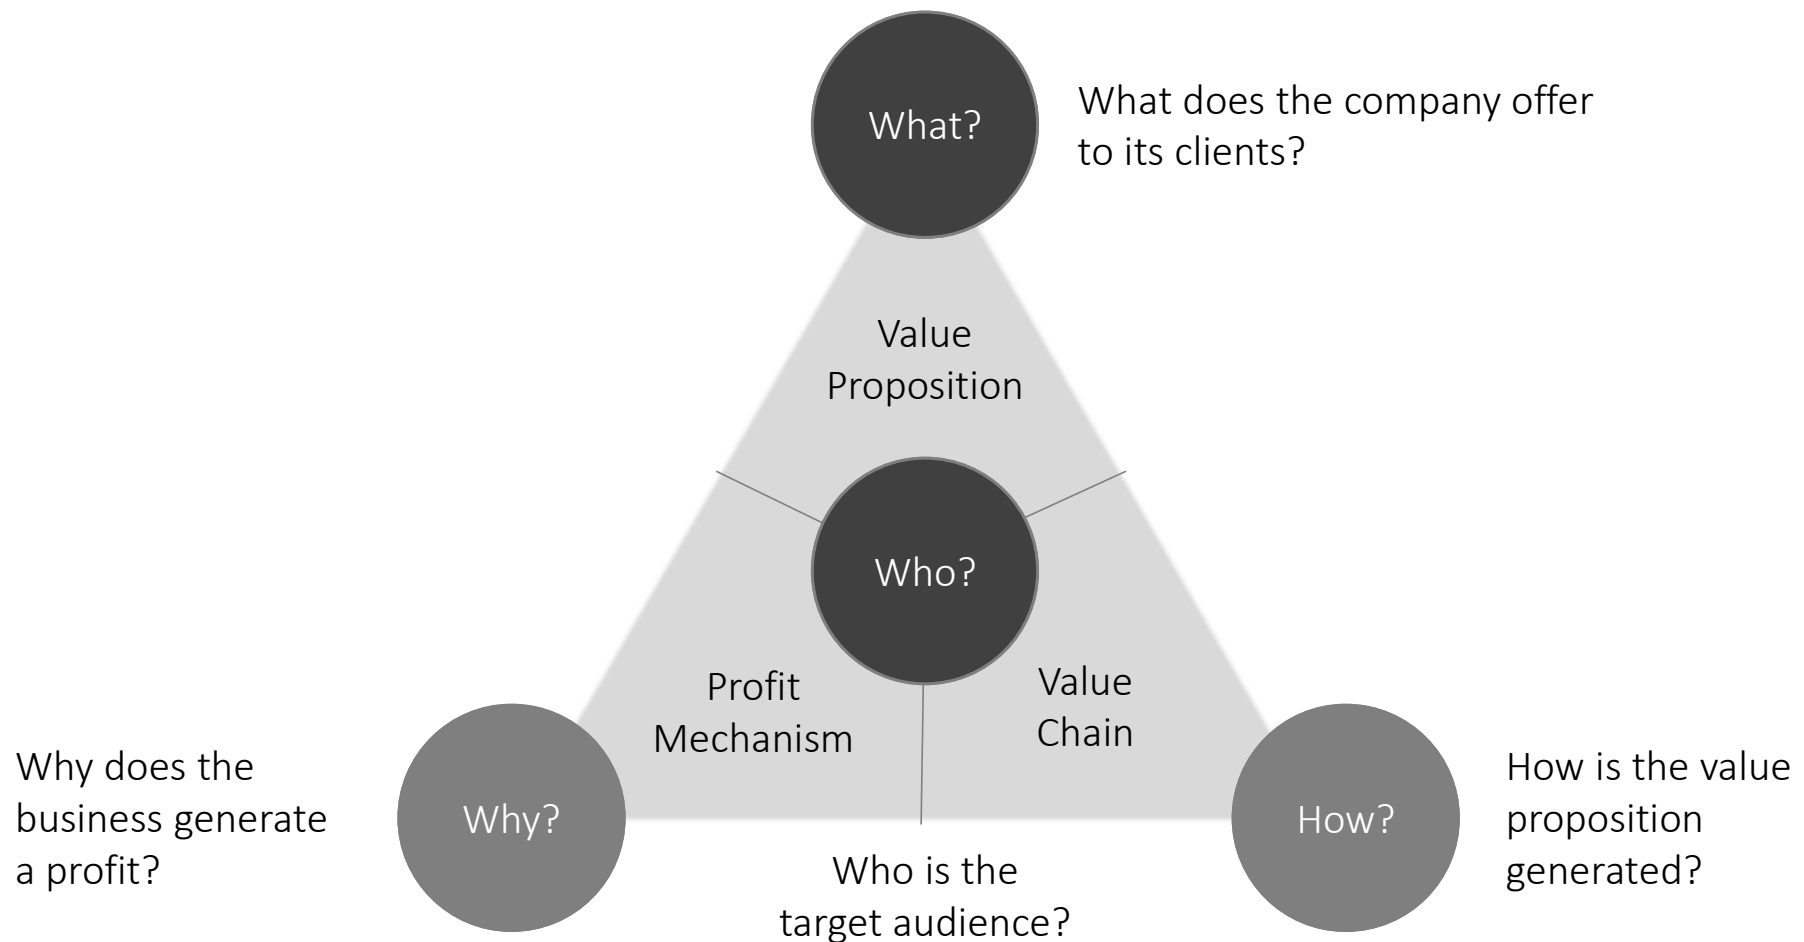 What?
What does the company offer
to its clients?
Value
Proposition
Who?
Profit
Mechanism
Value
Chain
Why does the
business generate
a profit?
Why?
Who is the
target audience?
How?
How is the value
proposition
generated?